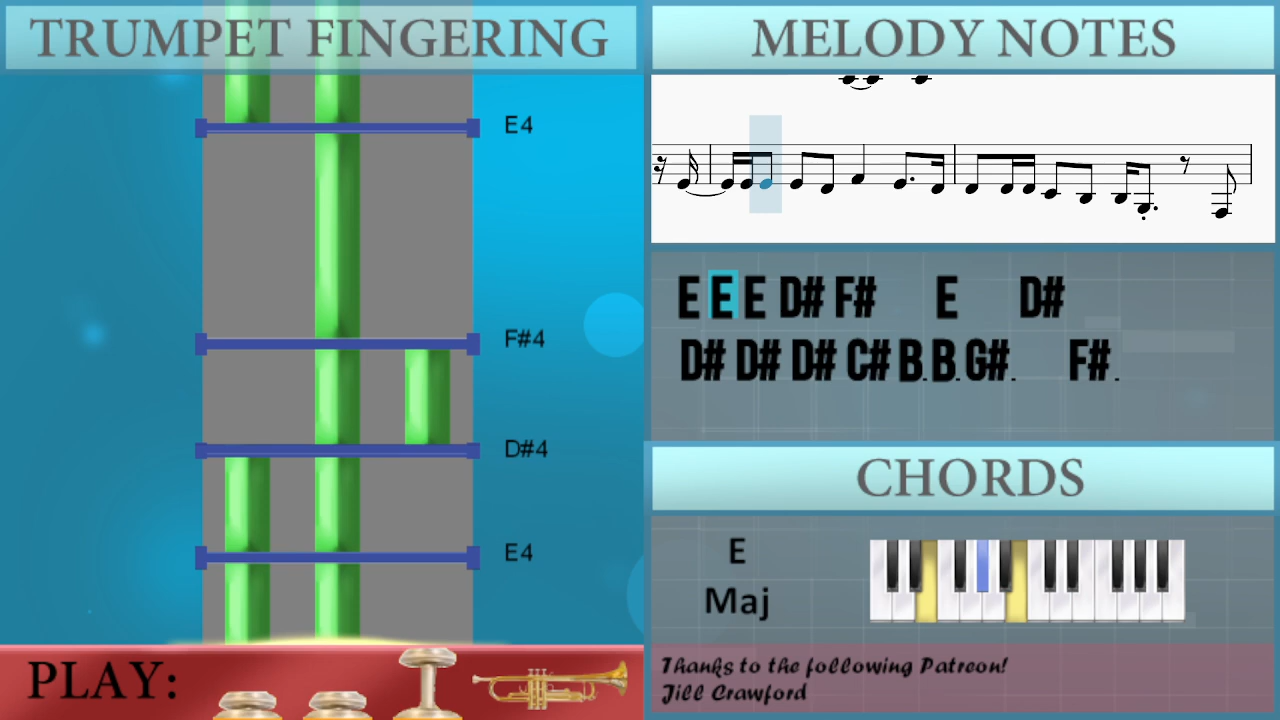 TRUMPET FINGERING
E4
F#4
D#4
E4
PLAY:
MELODY NOTES
E E E D# F# E D#
D# D# D# C# B. B. G#. F#.
CHORDS
E
Maj
Thanks to the following Patreon!
Jill Crawford